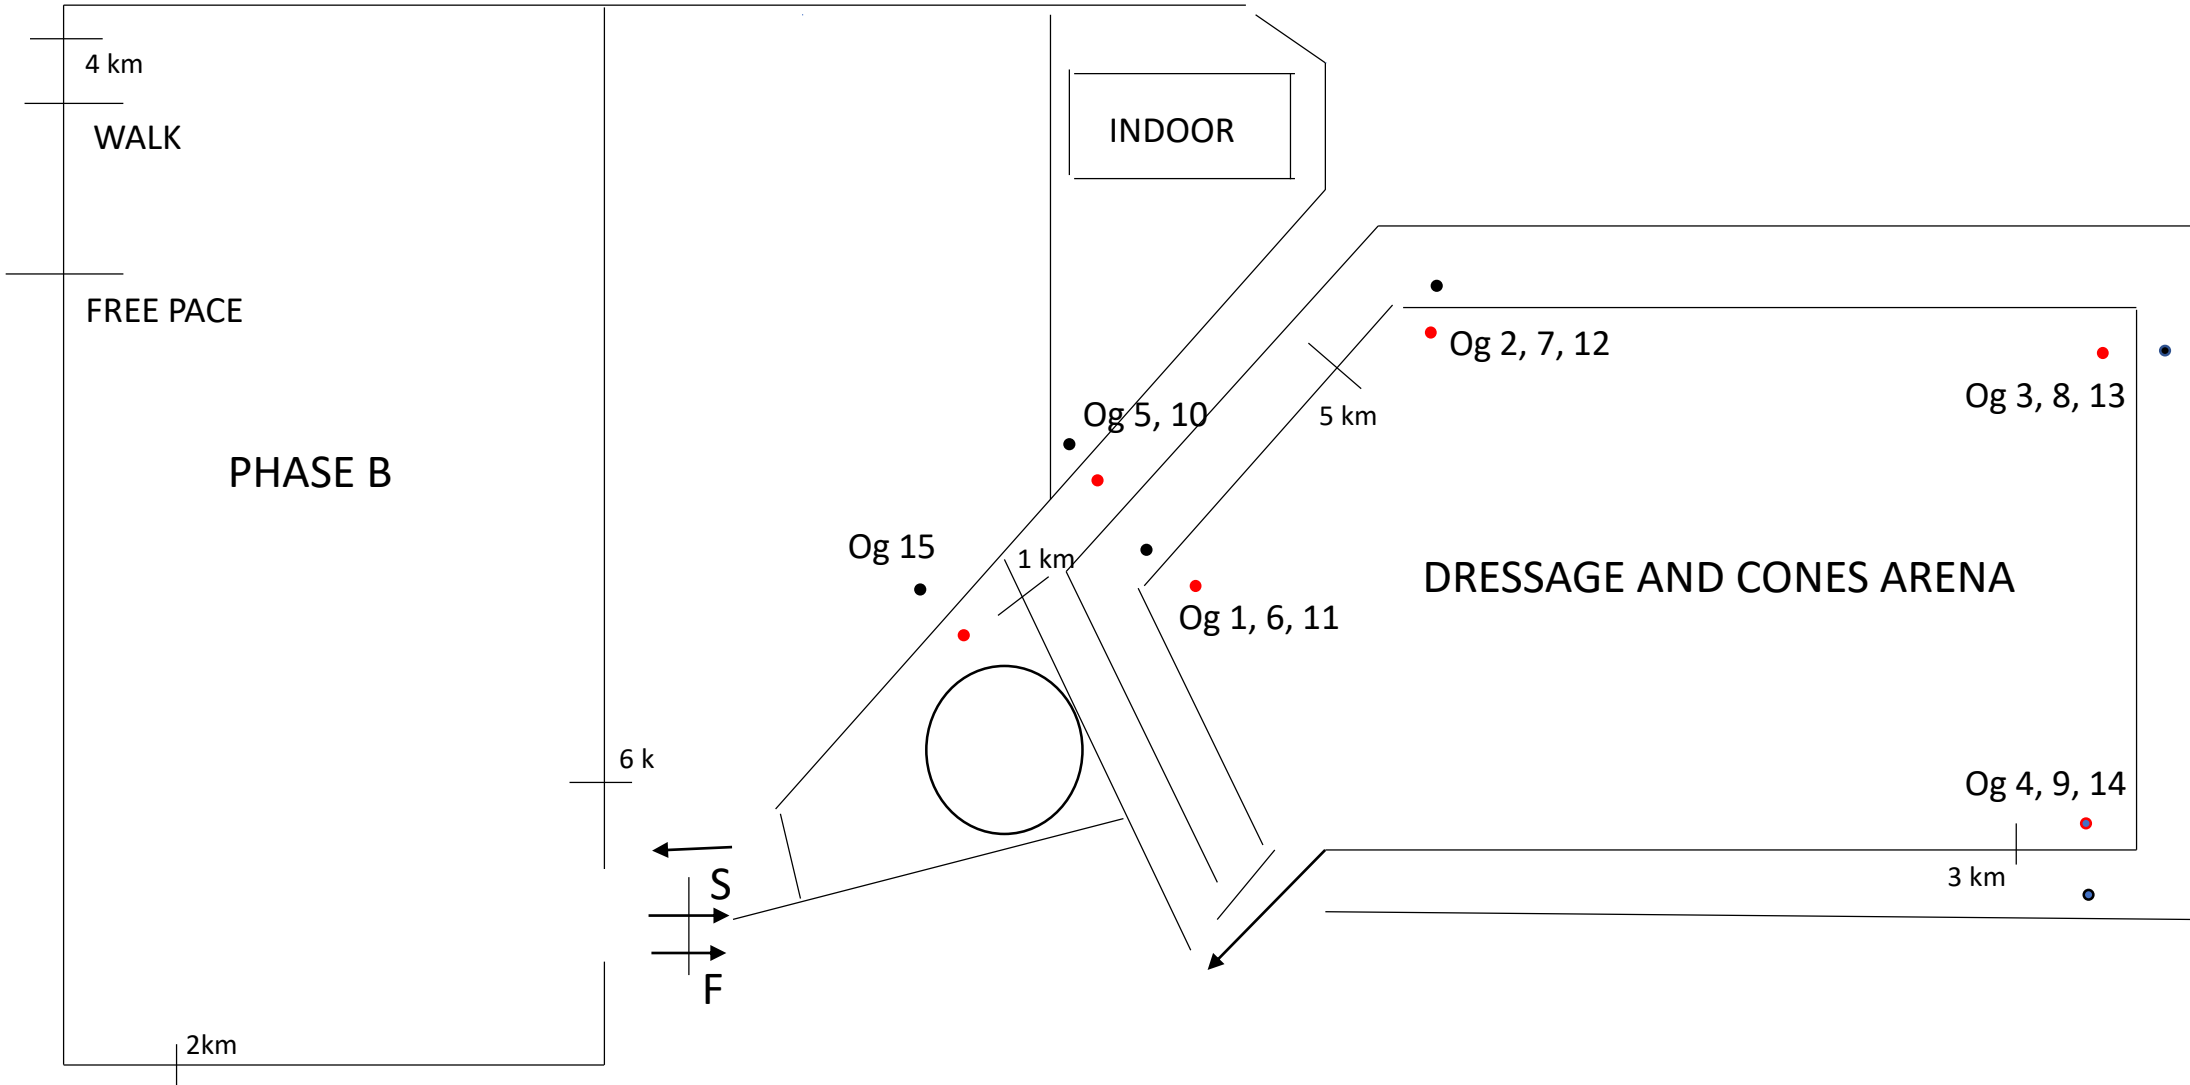 4 km
WALK
INDOOR
FREE PACE
Og 2, 7, 12
Og 3, 8, 13
Og 5, 10
5 km
PHASE B
Og 15
1 km
DRESSAGE AND CONES ARENA
Og 1, 6, 11
6 k
Og 4, 9, 14
S
3 km
F
2km